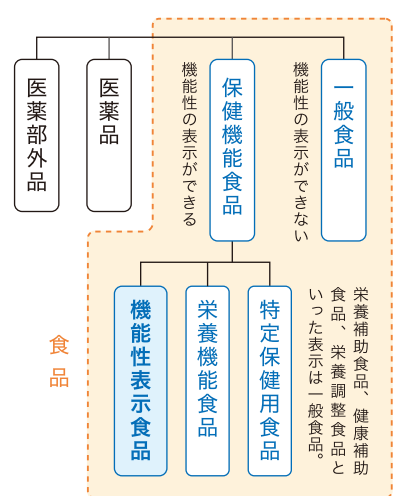 一般食品
機能性の表示ができない
保健機能食品
機能性の表示ができる
医薬品
医薬部外品
特定保健用食品
栄養機能食品
機能性表示食品
栄養補助食品、健康補助
食品、栄養調整食品と
いった表示は一般食品。
食品